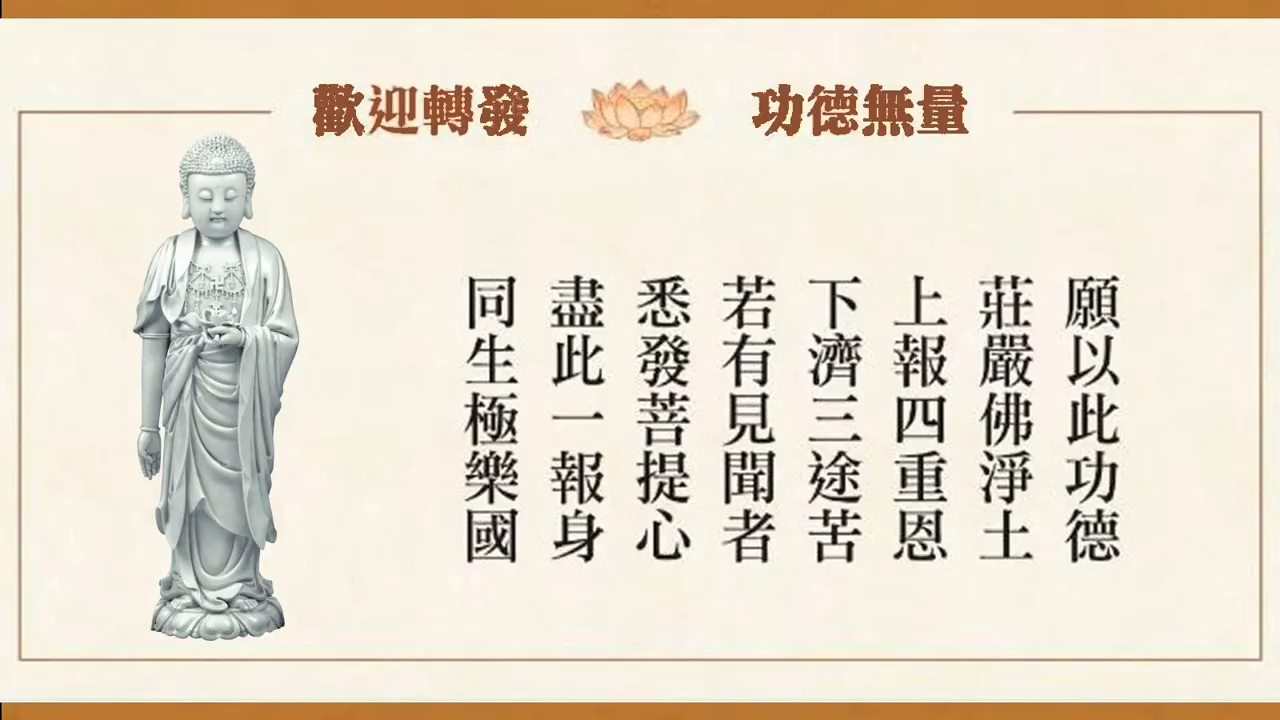 歡迎轉發
功德無量
願以此功德
莊嚴佛淨土
上報四重恩
下濟三途苦
若有見聞者
悉發菩提心
盡此一報身
同生極樂國